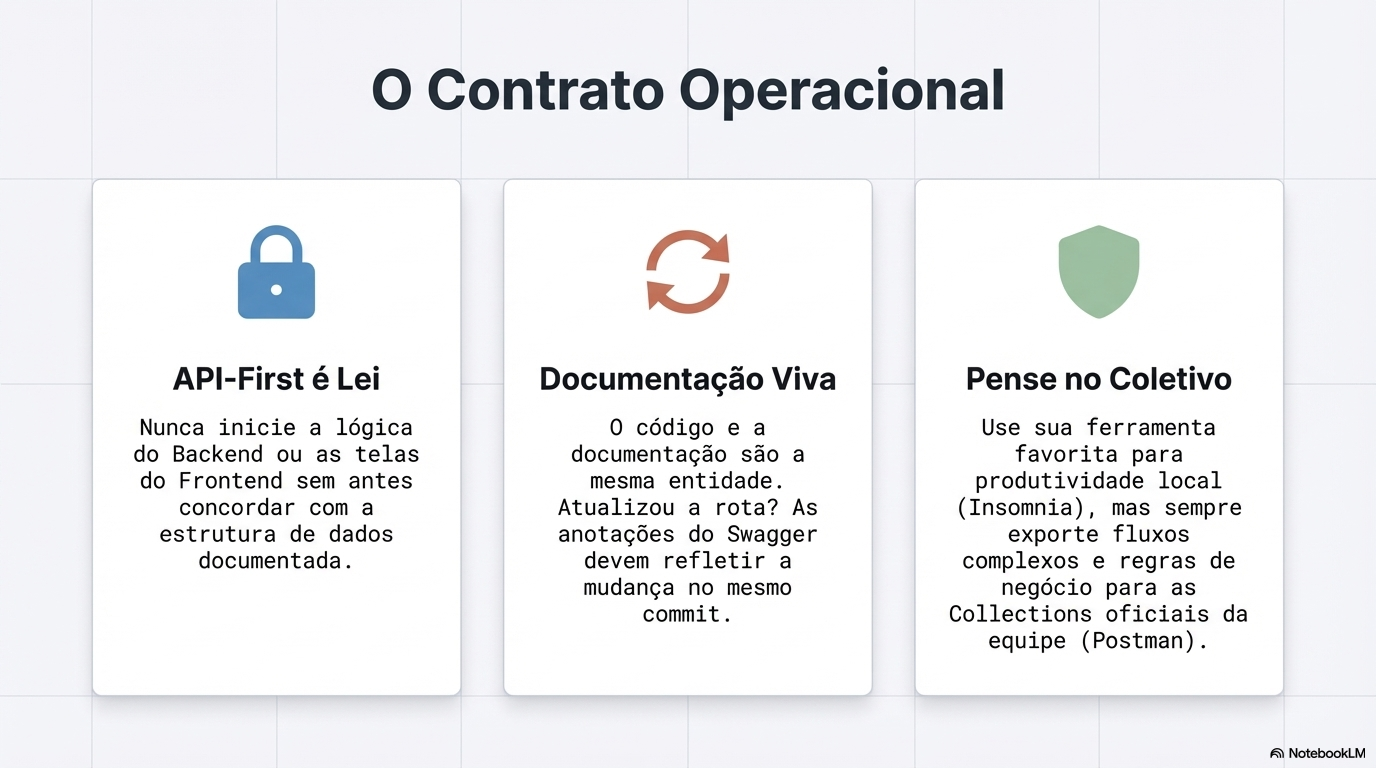 O Contrato Operacional
API-First é Lei
Nunca inicie a lógica
do Backend ou as telas
do Frontend sem antes
concordar com a
estrutura de dados
documentada.
Documentação Viva
O código e a
documentação são a
mesma entidade.
Atualizou a rota? As
anotações do Swagger
devem refletir a
mudança no mesmo
commit.
Pense no Coletivo
Use sua ferramenta
favorita para
produtividade local
(Insomnia), mas sempre
exporte fluxos
complexos e regras de
negócio para as
Collections oficiais da
equipe (Postman).
NotebookLM